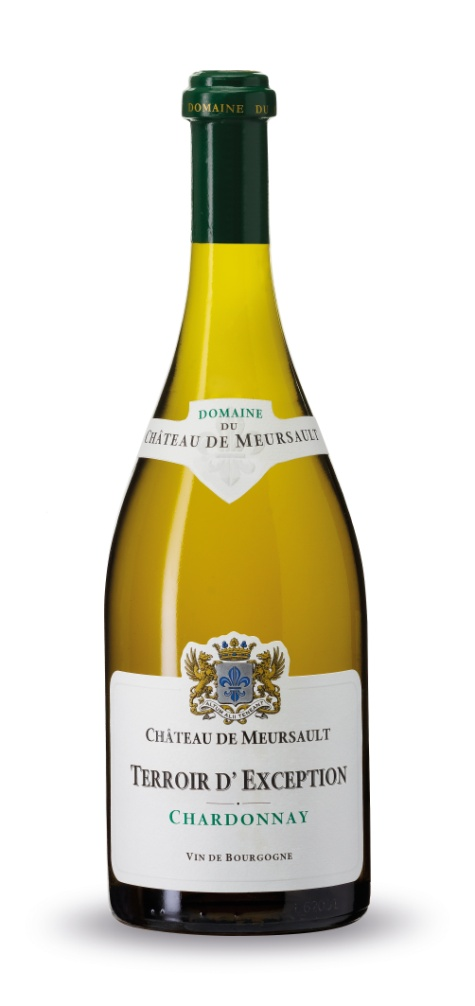 DOMAINE DU
DOMAINE
DU
CHÂTEAU DE MEURSAULT
CHÂTEAU DE MEURSAULT
TERROIR D'EXCEPTION
CHARDONNAY
VIN DE BOURGOGNE